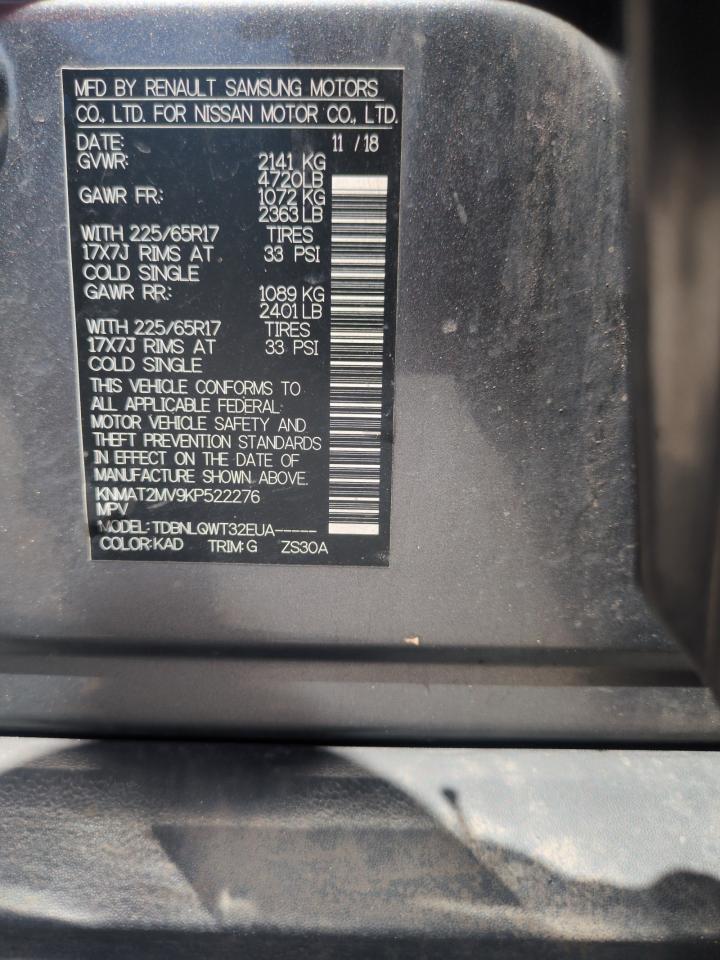 MFD BY RENAULT SAMSUNG MOTORS
CO., LTD. FOR NISSAN MOTOR CO., LTD.
DATE: 11 / 18
GVWR: 2141 KG
4720LB
GAWR FR.: 1072 KG
2363 LB
WITH 225/65R17 TIRES
17X7J RIMS AT 33 PSI
COLD SINGLE
GAWR RR.: 1089 KG
2401 LB
WITH 225/65R17 TIRES
17X7J RIMS AT 33 PSI
COLD SINGLE
THIS VEHICLE CONFORMS TO
ALL APPLICABLE FEDERAL
MOTOR VEHICLE SAFETY AND
THEFT PREVENTION STANDARDS
IN EFFECT ON THE DATE OF
MANUFACTURE SHOWN ABOVE.
KNMAT2MV9KP522276
MPV
MODEL: TDBNLQWT32EUA-----
COLOR:KAD TRIM:G ZS30A